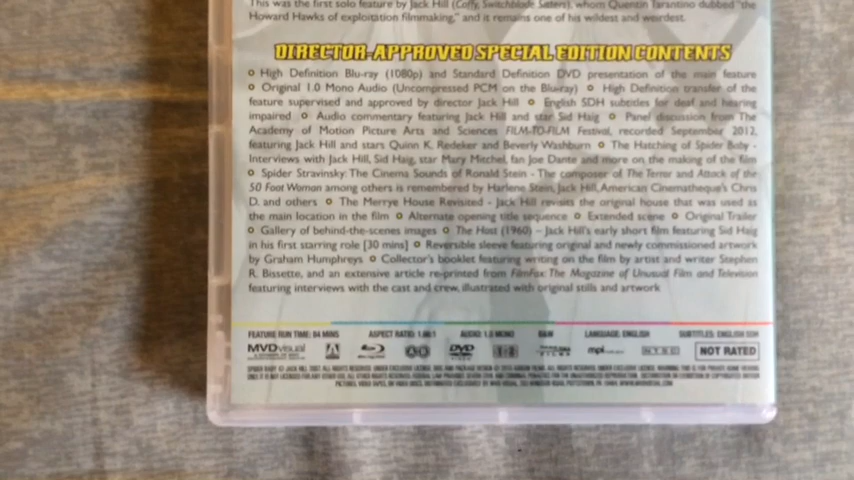 This was the first solo feature by Jack Hill (Coffy, Switchblade Sisters), whom Quentin Tarantino dubbed "the
Howard Hawks of exploitation filmmaking," and it remains one of his wildest and weirdest.
DIRECTOR-APPROVED SPECIAL EDITION CONTENTS
High Definition Blu-ray (1080p) and Standard Definition DVD presentation of the main feature
Original 1.0 Mono Audio (Uncompressed PCM on the Blu-ray) High Definition transfer of the
feature supervised and approved by director Jack Hill English SDH subtitles for deaf and hearing
impaired Audio commentary featuring Jack Hill and star Sid Haig Panel discussion from The
Academy of Motion Picture Arts and Sciences FILM-TO-FILM Festival, recorded September 2012,
featuring Jack Hill and stars Quinn K. Redeker and Beverly Washburn The Hatching of Spider Baby -
Interviews with Jack Hill, Sid Haig, star Mary Mitchel, fan Joe Dante and more on the making of the film
Spider Stravinsky: The Cinema Sounds of Ronald Stein - The composer of The Terror and Attack of the
50 Foot Woman among others is remembered by Harlene Stein, Jack Hill, American Cinematheque's Chris
D. and others The Merrye House Revisited - Jack Hill revisits the original house that was used as
the main location in the film Alternate opening title sequence Extended scene Original Trailer
Gallery of behind-the-scenes images The Host (1960) – Jack Hill's early short film featuring Sid Haig
in his first starring role [30 mins] Reversible sleeve featuring original and newly commissioned artwork
by Graham Humphreys Collector's booklet featuring writing on the film by artist and writer Stephen
R. Bissette, and an extensive article re-printed from FilmFax: The Magazine of Unusual Film and Television
featuring interviews with the cast and crew, illustrated with original stills and artwork
FEATURE RUN TIME: 84 MINS ASPECT RATIO: AUDIO: 1.0 MONO B&W LANGUAGE: ENGLISH SUBTITLES: ENGLISH SDH
MVDvisual Blu-ray DVD mpi NTSC NOT RATED